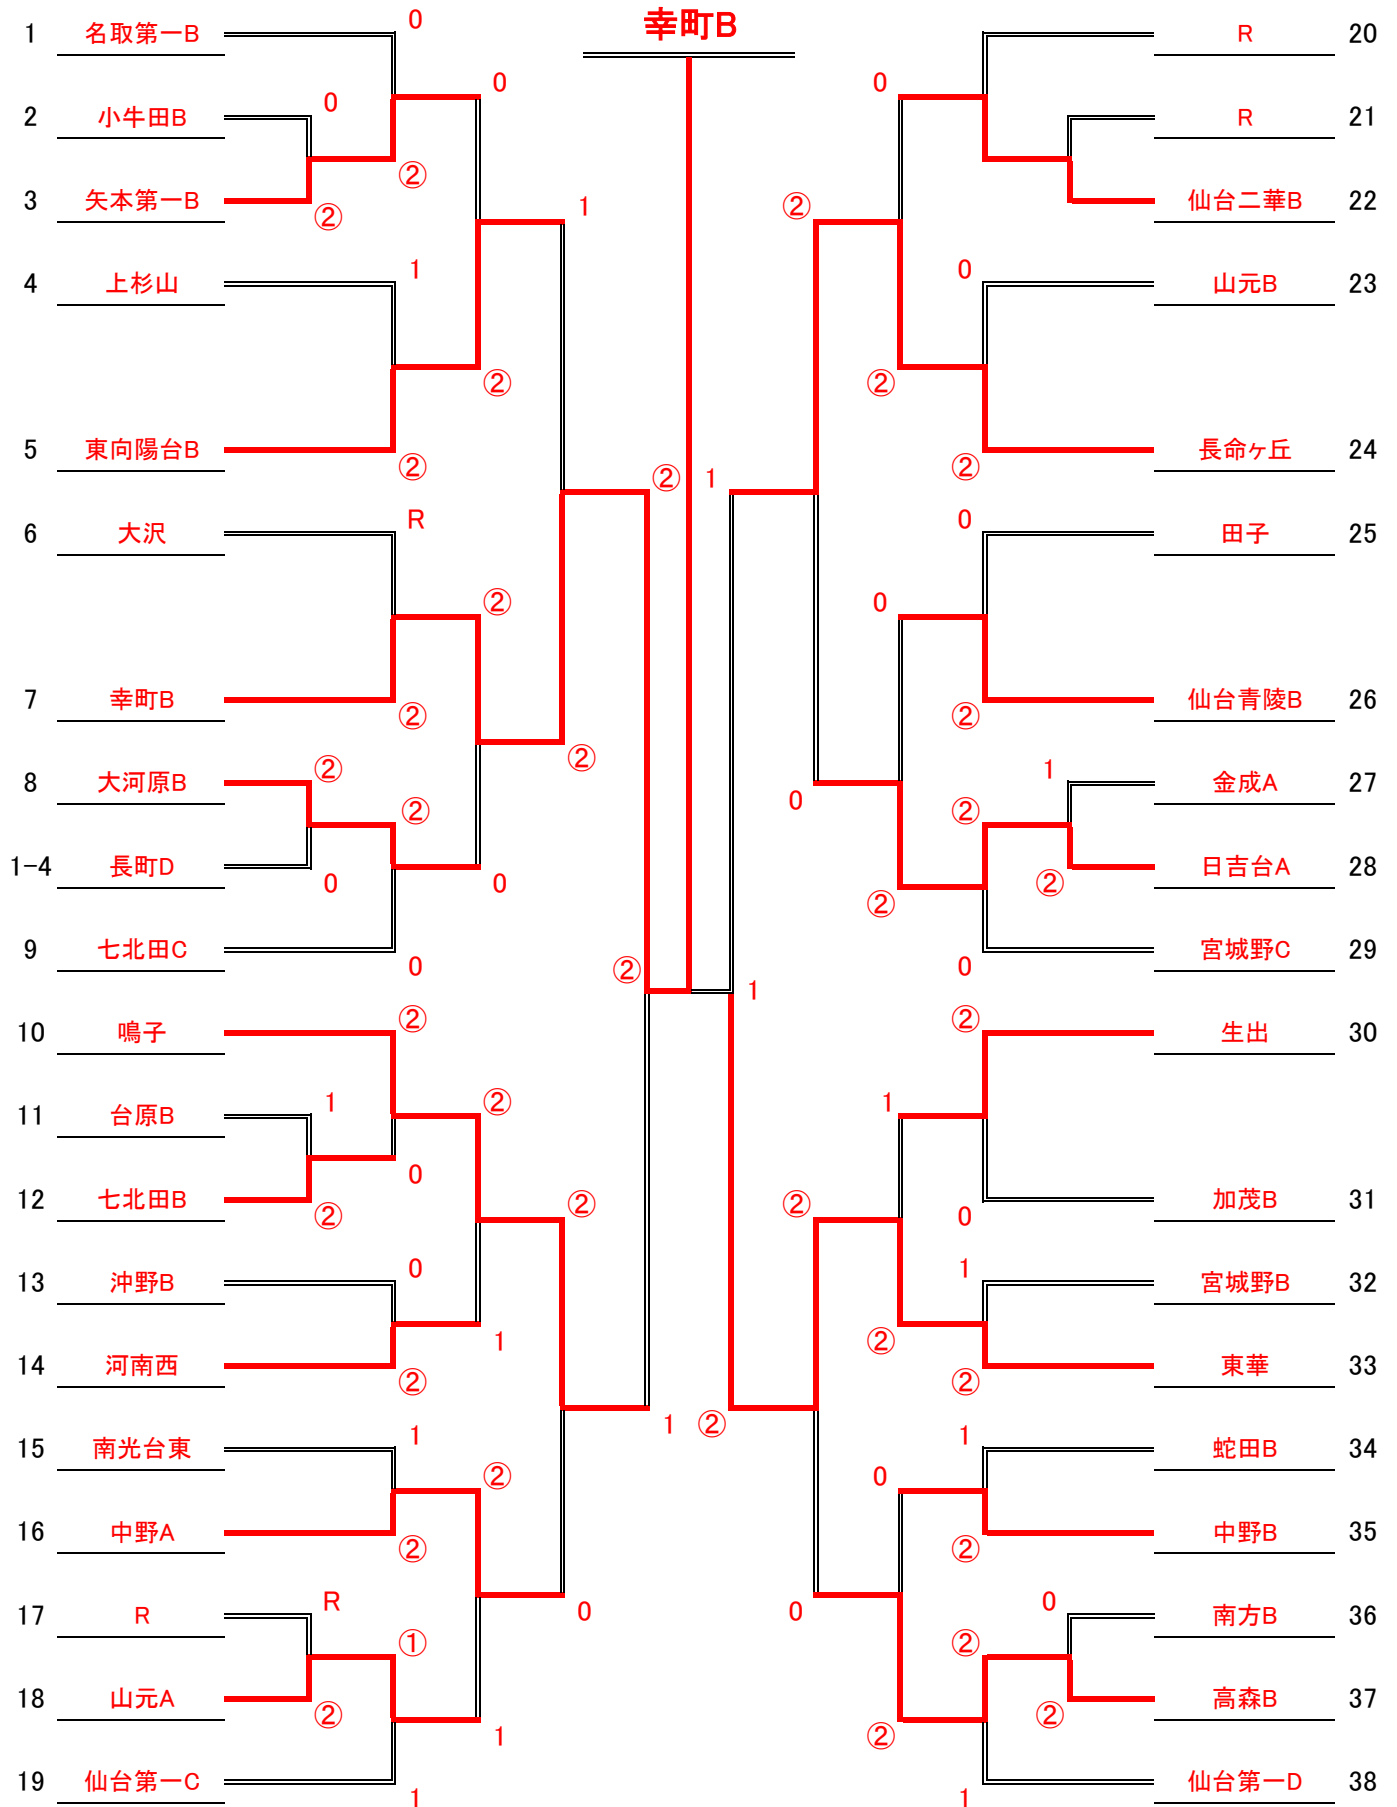 幸町B
1 名取第一B
2 小牛田B
3 矢本第一B
4 上杉山
5 東向陽台B
6 大沢
7 幸町B
8 大河原B
1-4 長町D
9 七北田C
10 鳴子
11 台原B
12 七北田B
13 沖野B
14 河南西
15 南光台東
16 中野A
17 R
18 山元A
19 仙台第一C
0
0
②
②
1
②
R
②
②
0
②
0
②
1
②
0
0
②
1
②
R
②
①
1
0
②
②
0
②
1
②
1
1
②
②
0
②
1
②
1
1
②
0
②
②
0
1
②
0
②
0
②
1
②
0
②
0
②
0
②
1
②
0
②
0
1
②
1
②
0
②
②
1
R 20
R 21
仙台二華B 22
山元B 23
長命ヶ丘 24
田子 25
仙台青陵B 26
金成A 27
日吉台A 28
宮城野C 29
生出 30
加茂B 31
宮城野B 32
東華 33
蛇田B 34
中野B 35
南方B 36
高森B 37
仙台第一D 38